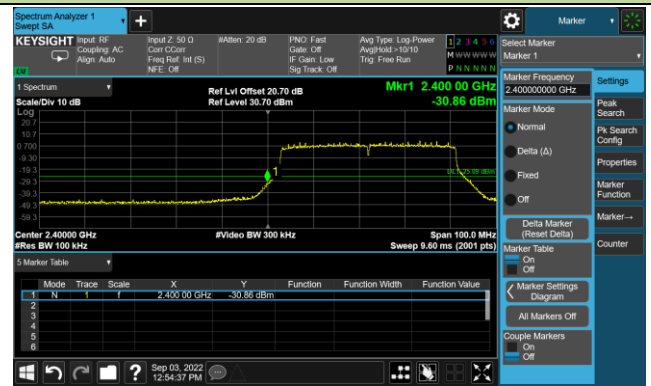 Spectrum Analyzer 1
Swept SA
Marker
KEYSIGHT
Input: RF
Coupling: AC
Align: Auto
Input Z: 50 Ω
Corr CCorr
Freq Ref: Int (S)
NFE: Off
#Atten: 20 dB
PNO: Fast
Gate: Off
IF Gain: Low
Sig Track: Off
Avg Type: Log-Power
Avg|Hold:>10/10
Trig: Free Run
1 2 3 4 5 6
M W W W W W
P N N N N N
Select Marker
Marker 1
1 Spectrum
Scale/Div 10 dB
Log
Ref Lvl Offset 20.70 dB
Ref Level 30.70 dBm
Mkr1 2.400 00 GHz
-30.86 dBm
20.7
10.7
0.700
-9.30
-19.3
-29.3
-39.3
-49.3
-59.3
1
Center 2.40000 GHz
#Res BW 100 kHz
#Video BW 300 kHz
Span 100.0 MHz
Sweep 9.60 ms (2001 pts)
5 Marker Table
Mode Trace Scale X Y Function Function Width Function Value
1 N 1 f 2.400 00 GHz -30.86 dBm
2
3
4
5
6
Marker Frequency
2.400000000 GHz
Marker Mode
Normal
Delta (Δ)
Fixed
Off
Delta Marker
(Reset Delta)
Marker Table
On
Off
Marker Settings
Diagram
All Markers Off
Couple Markers
On
Off
Settings
Peak
Search
Pk Search
Config
Properties
Marker
Function
Marker→
Counter
?
Sep 03, 2022
12:54:37 PM